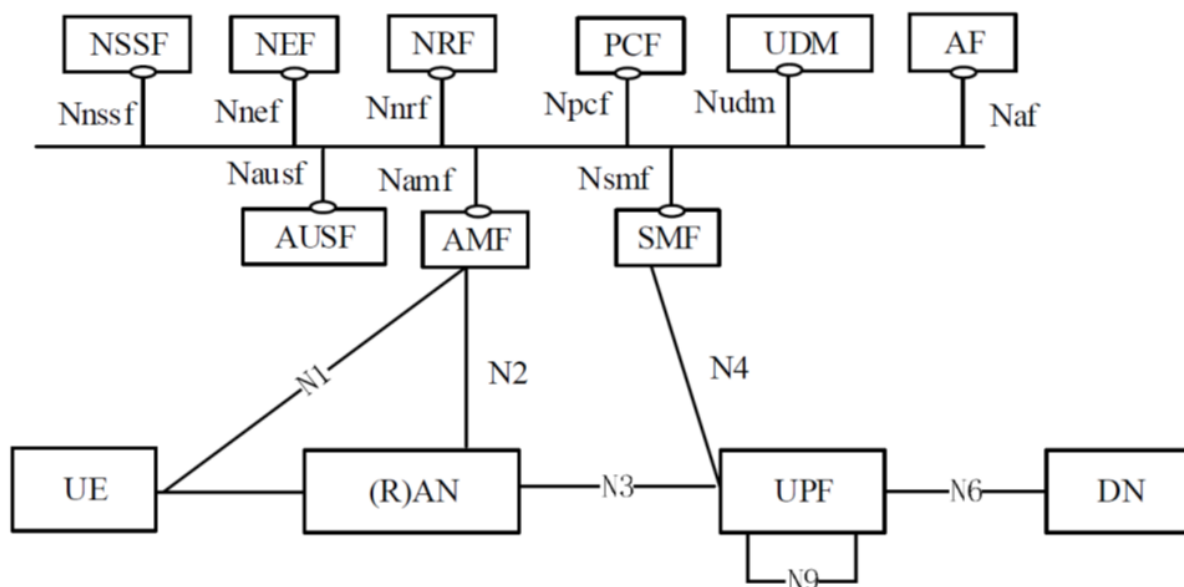 NSSF NEF NRF PCF UDM AF
Nnssf Nnef Nnrf Npcf Nudm Naf
Nausf Namf Nsmf
AUSF AMF SMF
N1 N2 N4
UE (R)AN N3 UPF N6 DN
N9